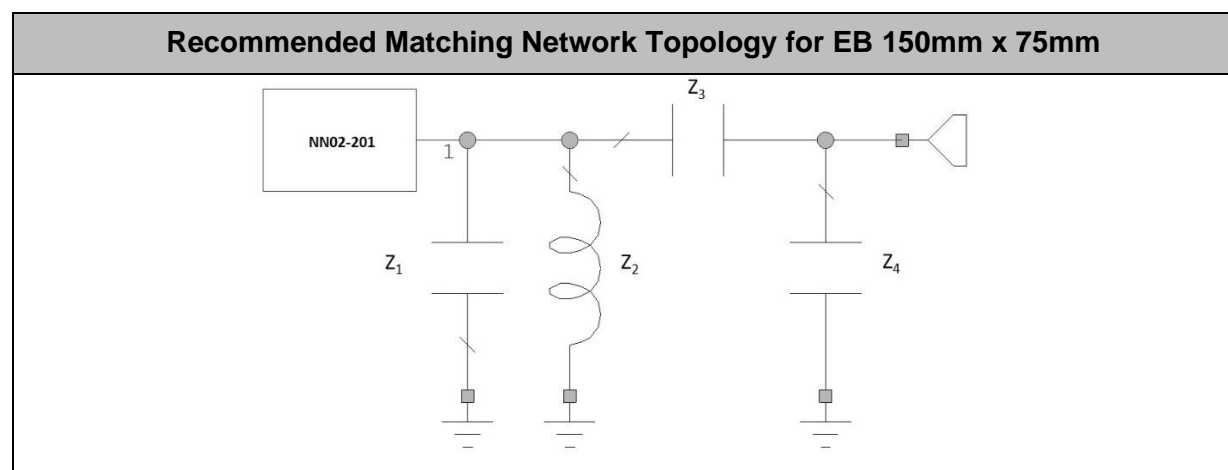 Recommended Matching Network Topology for EB 150mm x 75mm
Z₃
NN02-201
1
Z₁
Z₂
Z₄